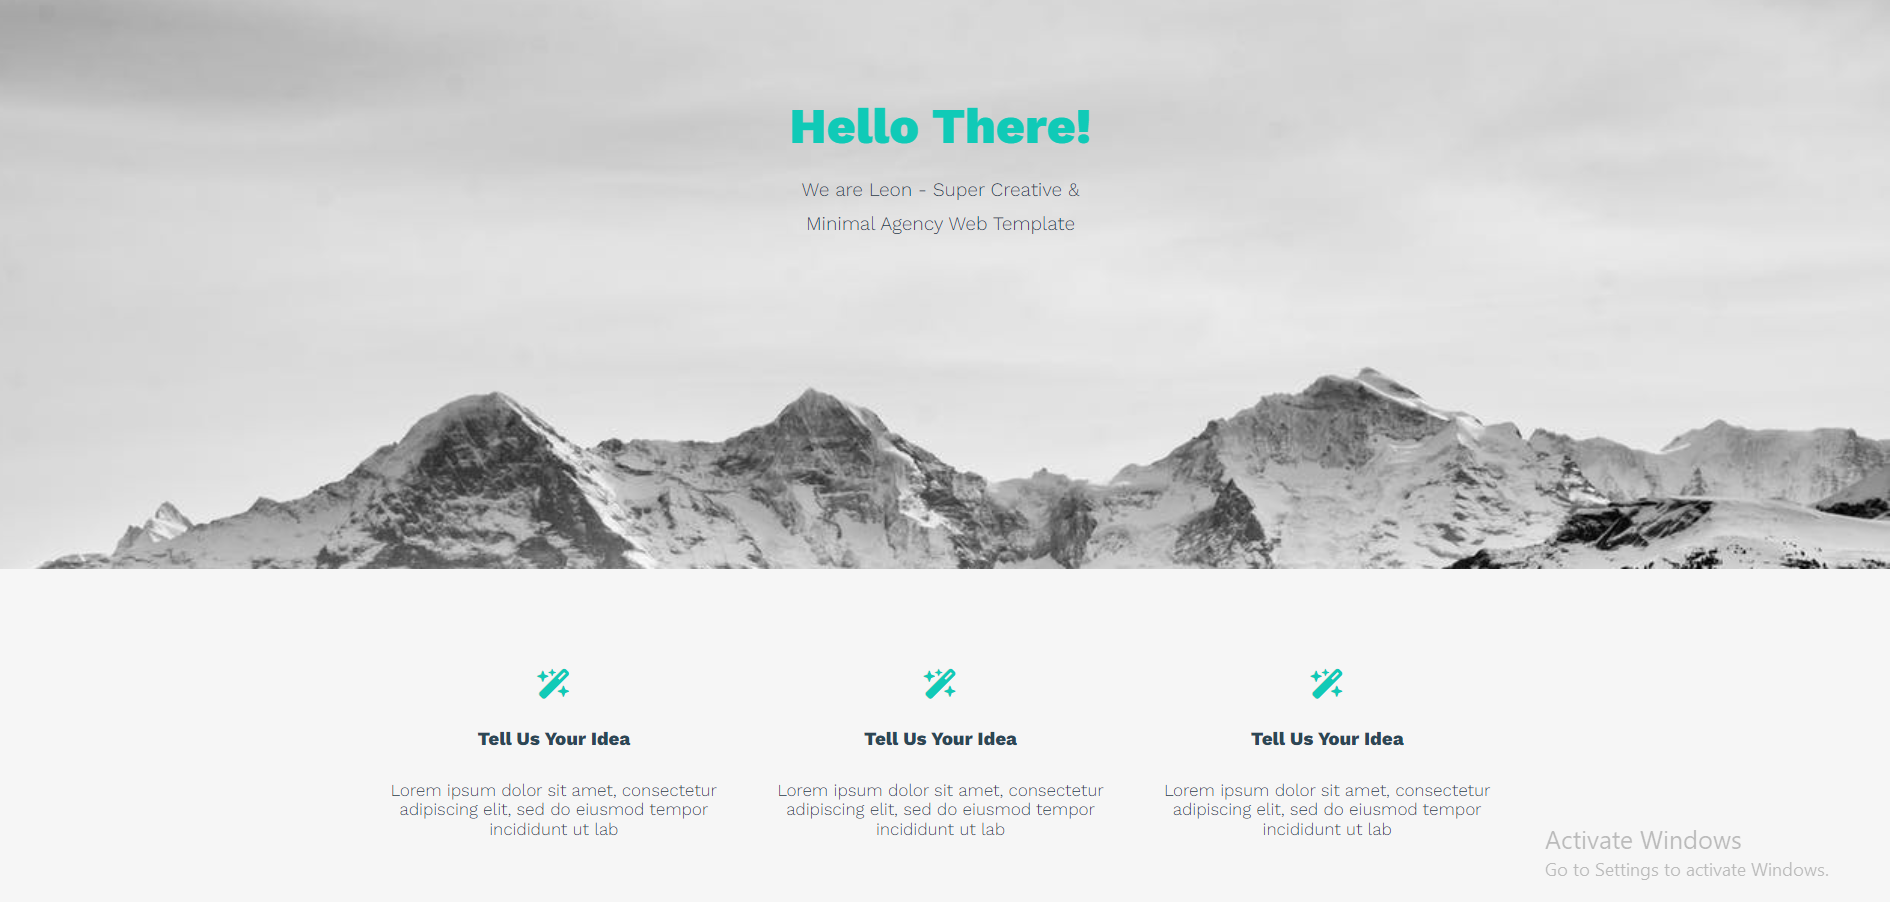 Hello There!
We are Leon - Super Creative &
Minimal Agency Web Template
Tell Us Your Idea
Lorem ipsum dolor sit amet, consectetur
adipiscing elit, sed do eiusmod tempor
incididunt ut lab
Tell Us Your Idea
Lorem ipsum dolor sit amet, consectetur
adipiscing elit, sed do eiusmod tempor
incididunt ut lab
Tell Us Your Idea
Lorem ipsum dolor sit amet, consectetur
adipiscing elit, sed do eiusmod tempor
incididunt ut lab
Activate Windows
Go to Settings to activate Windows.